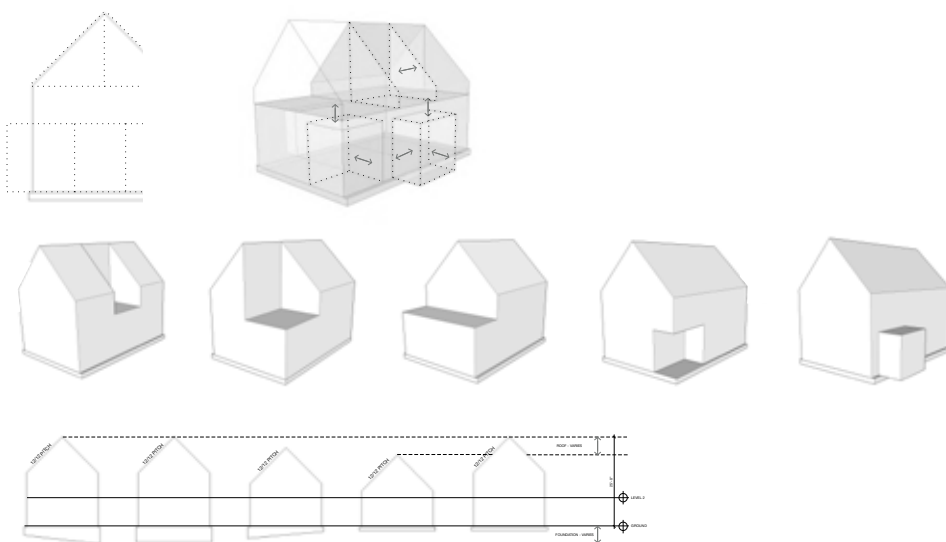 12/12 PITCH
12/12 PITCH
12/12 PITCH
12/12 PITCH
12/12 PITCH
ROOF - VARIES
LEVEL 2
GROUND
FOUNDATION - VARIES